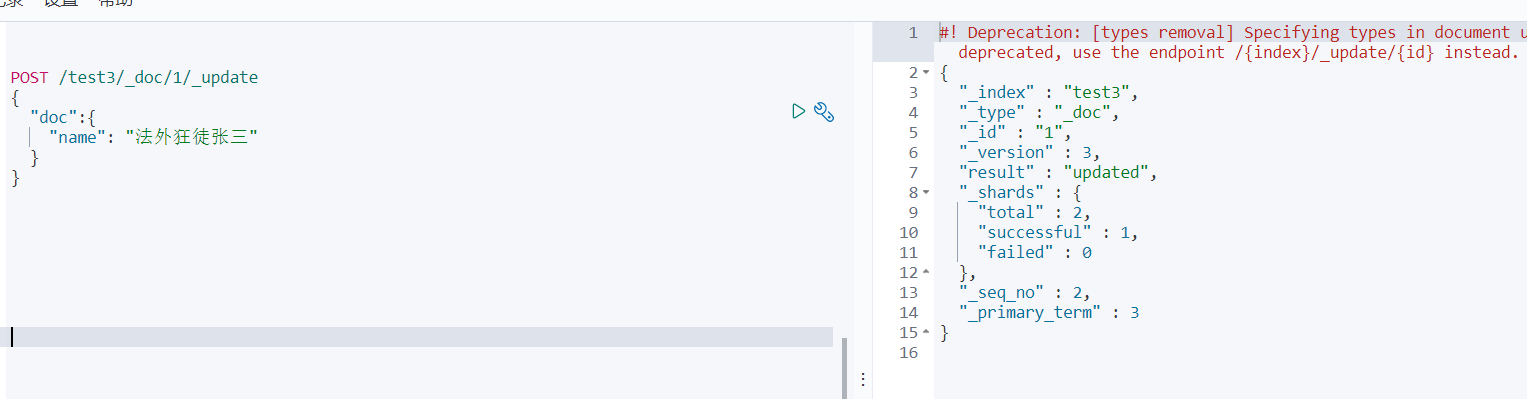 记录 设置 帮助
POST /test3/_doc/1/_update
{
"doc":{
"name": "法外狂徒张三"
}
}
1 #! Deprecation: [types removal] Specifying types in document u
deprecated, use the endpoint /{index}/_update/{id} instead.
2 {
3 "_index" : "test3",
4 "_type" : "_doc",
5 "_id" : "1",
6 "_version" : 3,
7 "result" : "updated",
8 "_shards" : {
9 "total" : 2,
10 "successful" : 1,
11 "failed" : 0
12 },
13 "_seq_no" : 2,
14 "_primary_term" : 3
15 }
16